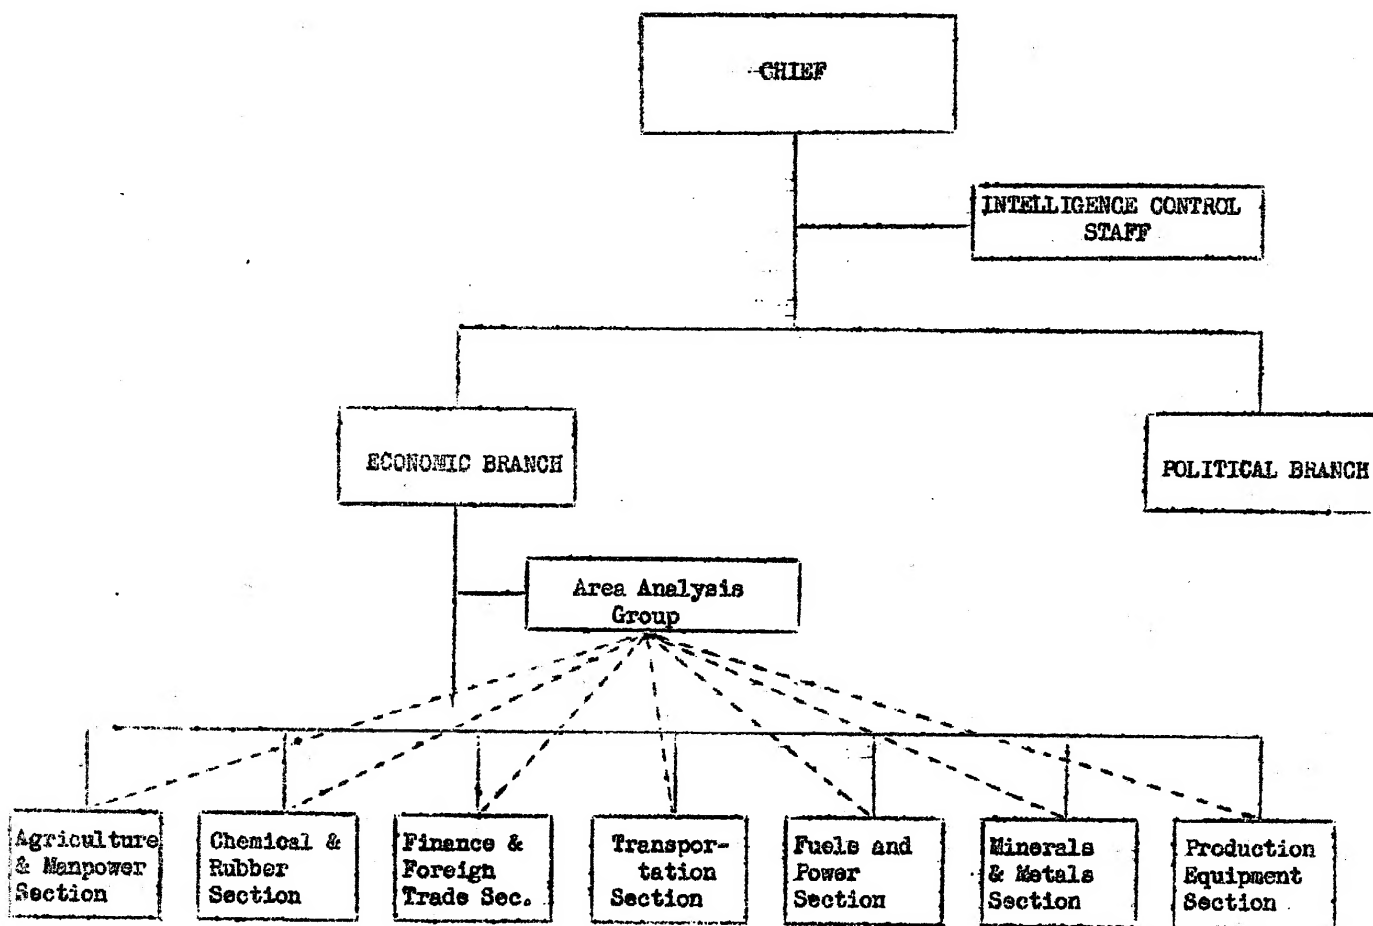 CHIEF
INTELLIGENCE CONTROL
STAFF
ECONOMIC BRANCH
POLITICAL BRANCH
Area Analysis
Group
Agriculture
& Manpower
Section
Chemical &
Rubber
Section
Finance &
Foreign
Trade Sec.
Transpor-
tation
Section
Fuels and
Power
Section
Minerals
& Metals
Section
Production
Equipment
Section